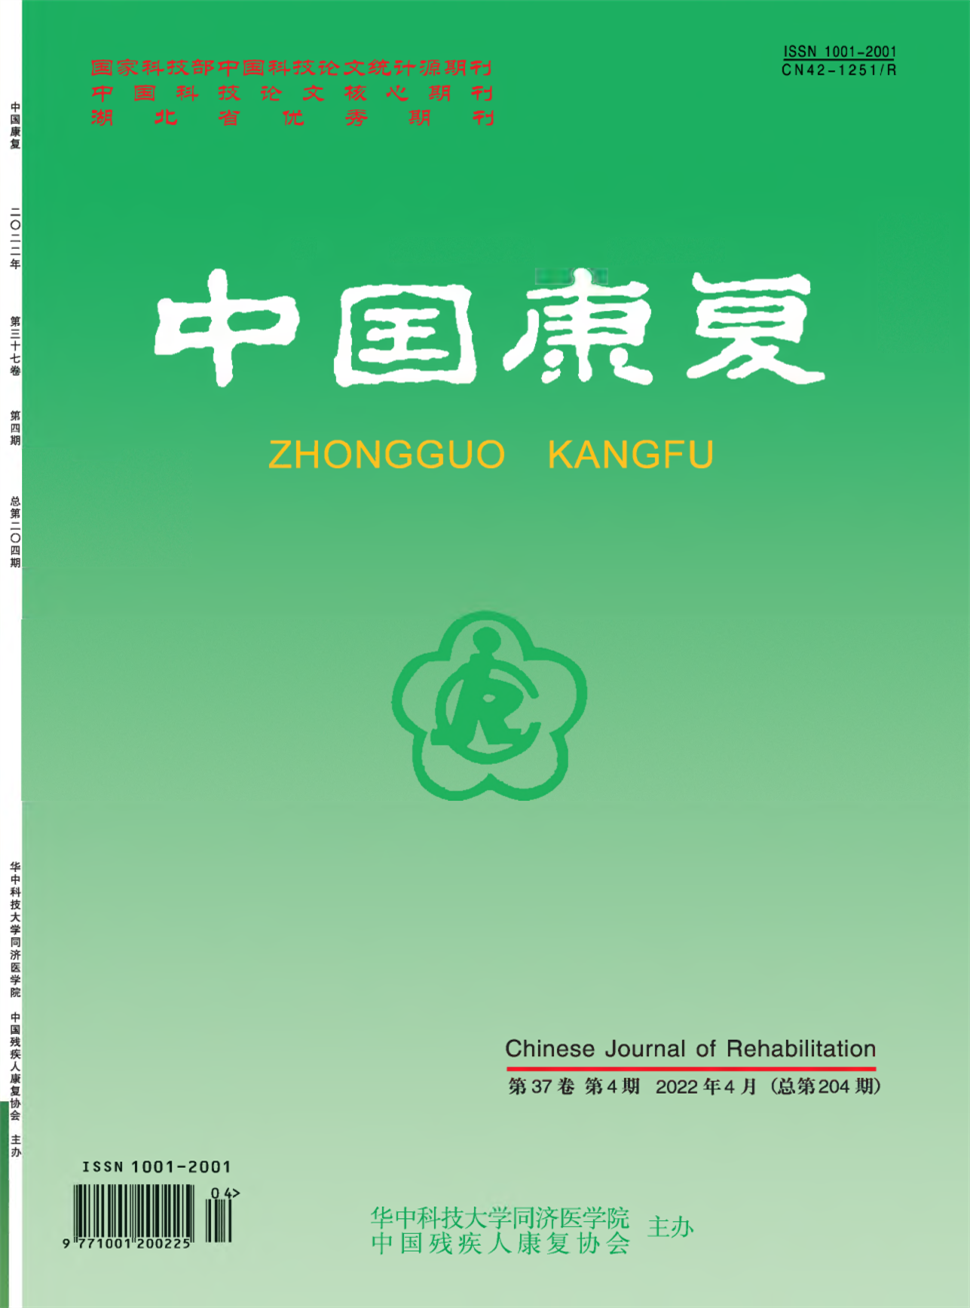 国家科技部中国科技论文统计源期刊
中国科技论文核心期刊
湖北省优秀期刊
ISSN 1001-2001
CN42-1251/R
中国康复
ZHONGGUO KANGFU
Chinese Journal of Rehabilitation
第37卷 第4期 2022年4月（总第204期）
ISSN 1001-2001
04>
9 771001 200225
华中科技大学同济医学院
中国残疾人康复协会
主办
中国康复 二〇二二年 第三十七卷 第四期 总第二〇四期 华中科技大学同济医学院 中国残疾人康复协会 主办